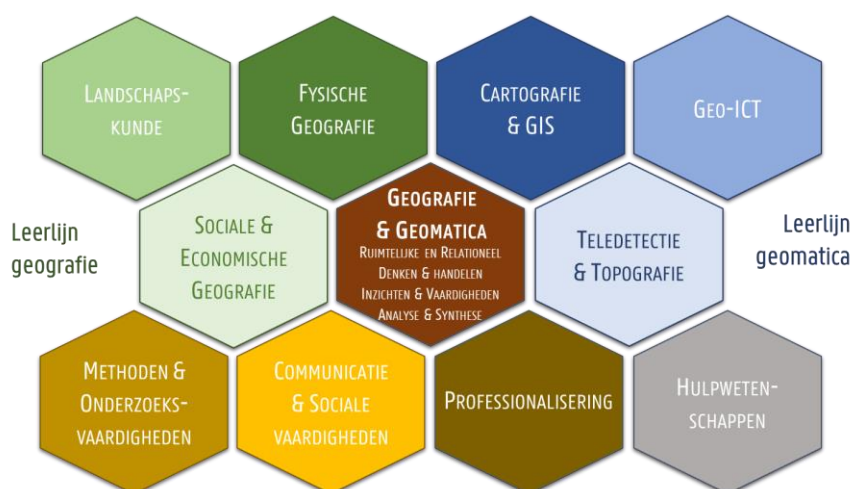 LANDSCHAPS-
KUNDE
FYSISCHE
GEOGRAFIE
CARTOGRAFIE
& GIS
GEO-ICT
Leerlijn
geografie
SOCIALE &
ECONOMISCHE
GEOGRAFIE
GEOGRAFIE
& GEOMATICA
RUIMTELIJKE EN RELATIONEEL
DENKEN & HANDELEN
INZICHTEN & VAARDIGHEDEN
ANALYSE & SYNTHESE
TELEDETECTIE
& TOPOGRAFIE
Leerlijn
geomatica
METHODEN &
ONDERZOEKS-
VAARDIGHEDEN
COMMUNICATIE
& SOCIALE
VAARDIGHEDEN
PROFESSIONALISERING
HULPWETEN-
SCHAPPEN